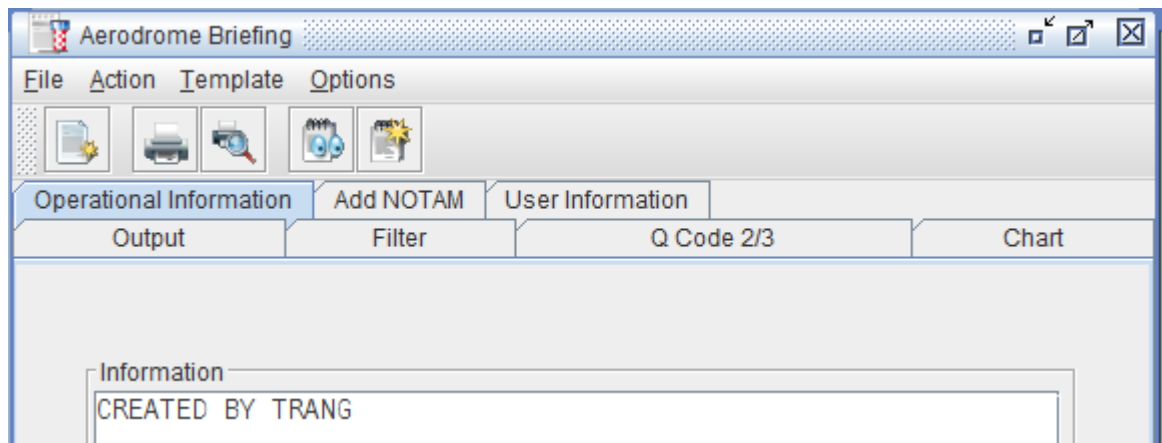 Aerodrome Briefing
File Action Template Options
Operational Information Add NOTAM User Information
Output Filter Q Code 2/3 Chart
Information
CREATED BY TRANG